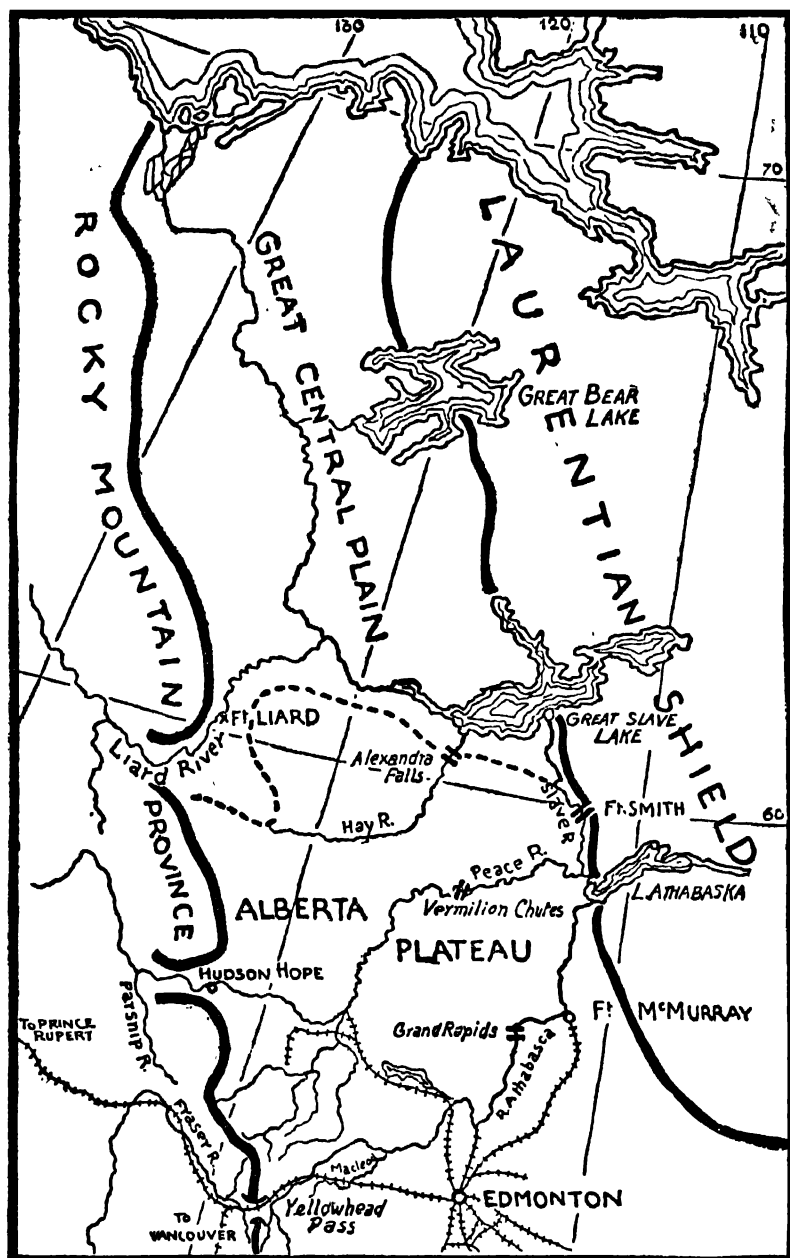 130
120
110
70
ROCKY MOUNTAIN
PROVINCE
GREAT CENTRAL PLAIN
LAURENTIAN SHIELD
GREAT BEAR
LAKE
GREAT SLAVE
LAKE
Ft. LIARD
Liard River
Alexandra
Falls
Slave R
Ft. SMITH
60
Hay R.
Peace R.
Vermilion Chutes
L. ATHABASKA
ALBERTA
PLATEAU
HUDSON HOPE
Parsnip R.
TO PRINCE
RUPERT
Grand Rapids
Ft McMURRAY
R. Athabasca
Fraser R.
Macleod
Yellowhead
Pass
EDMONTON
TO
VANCOUVER